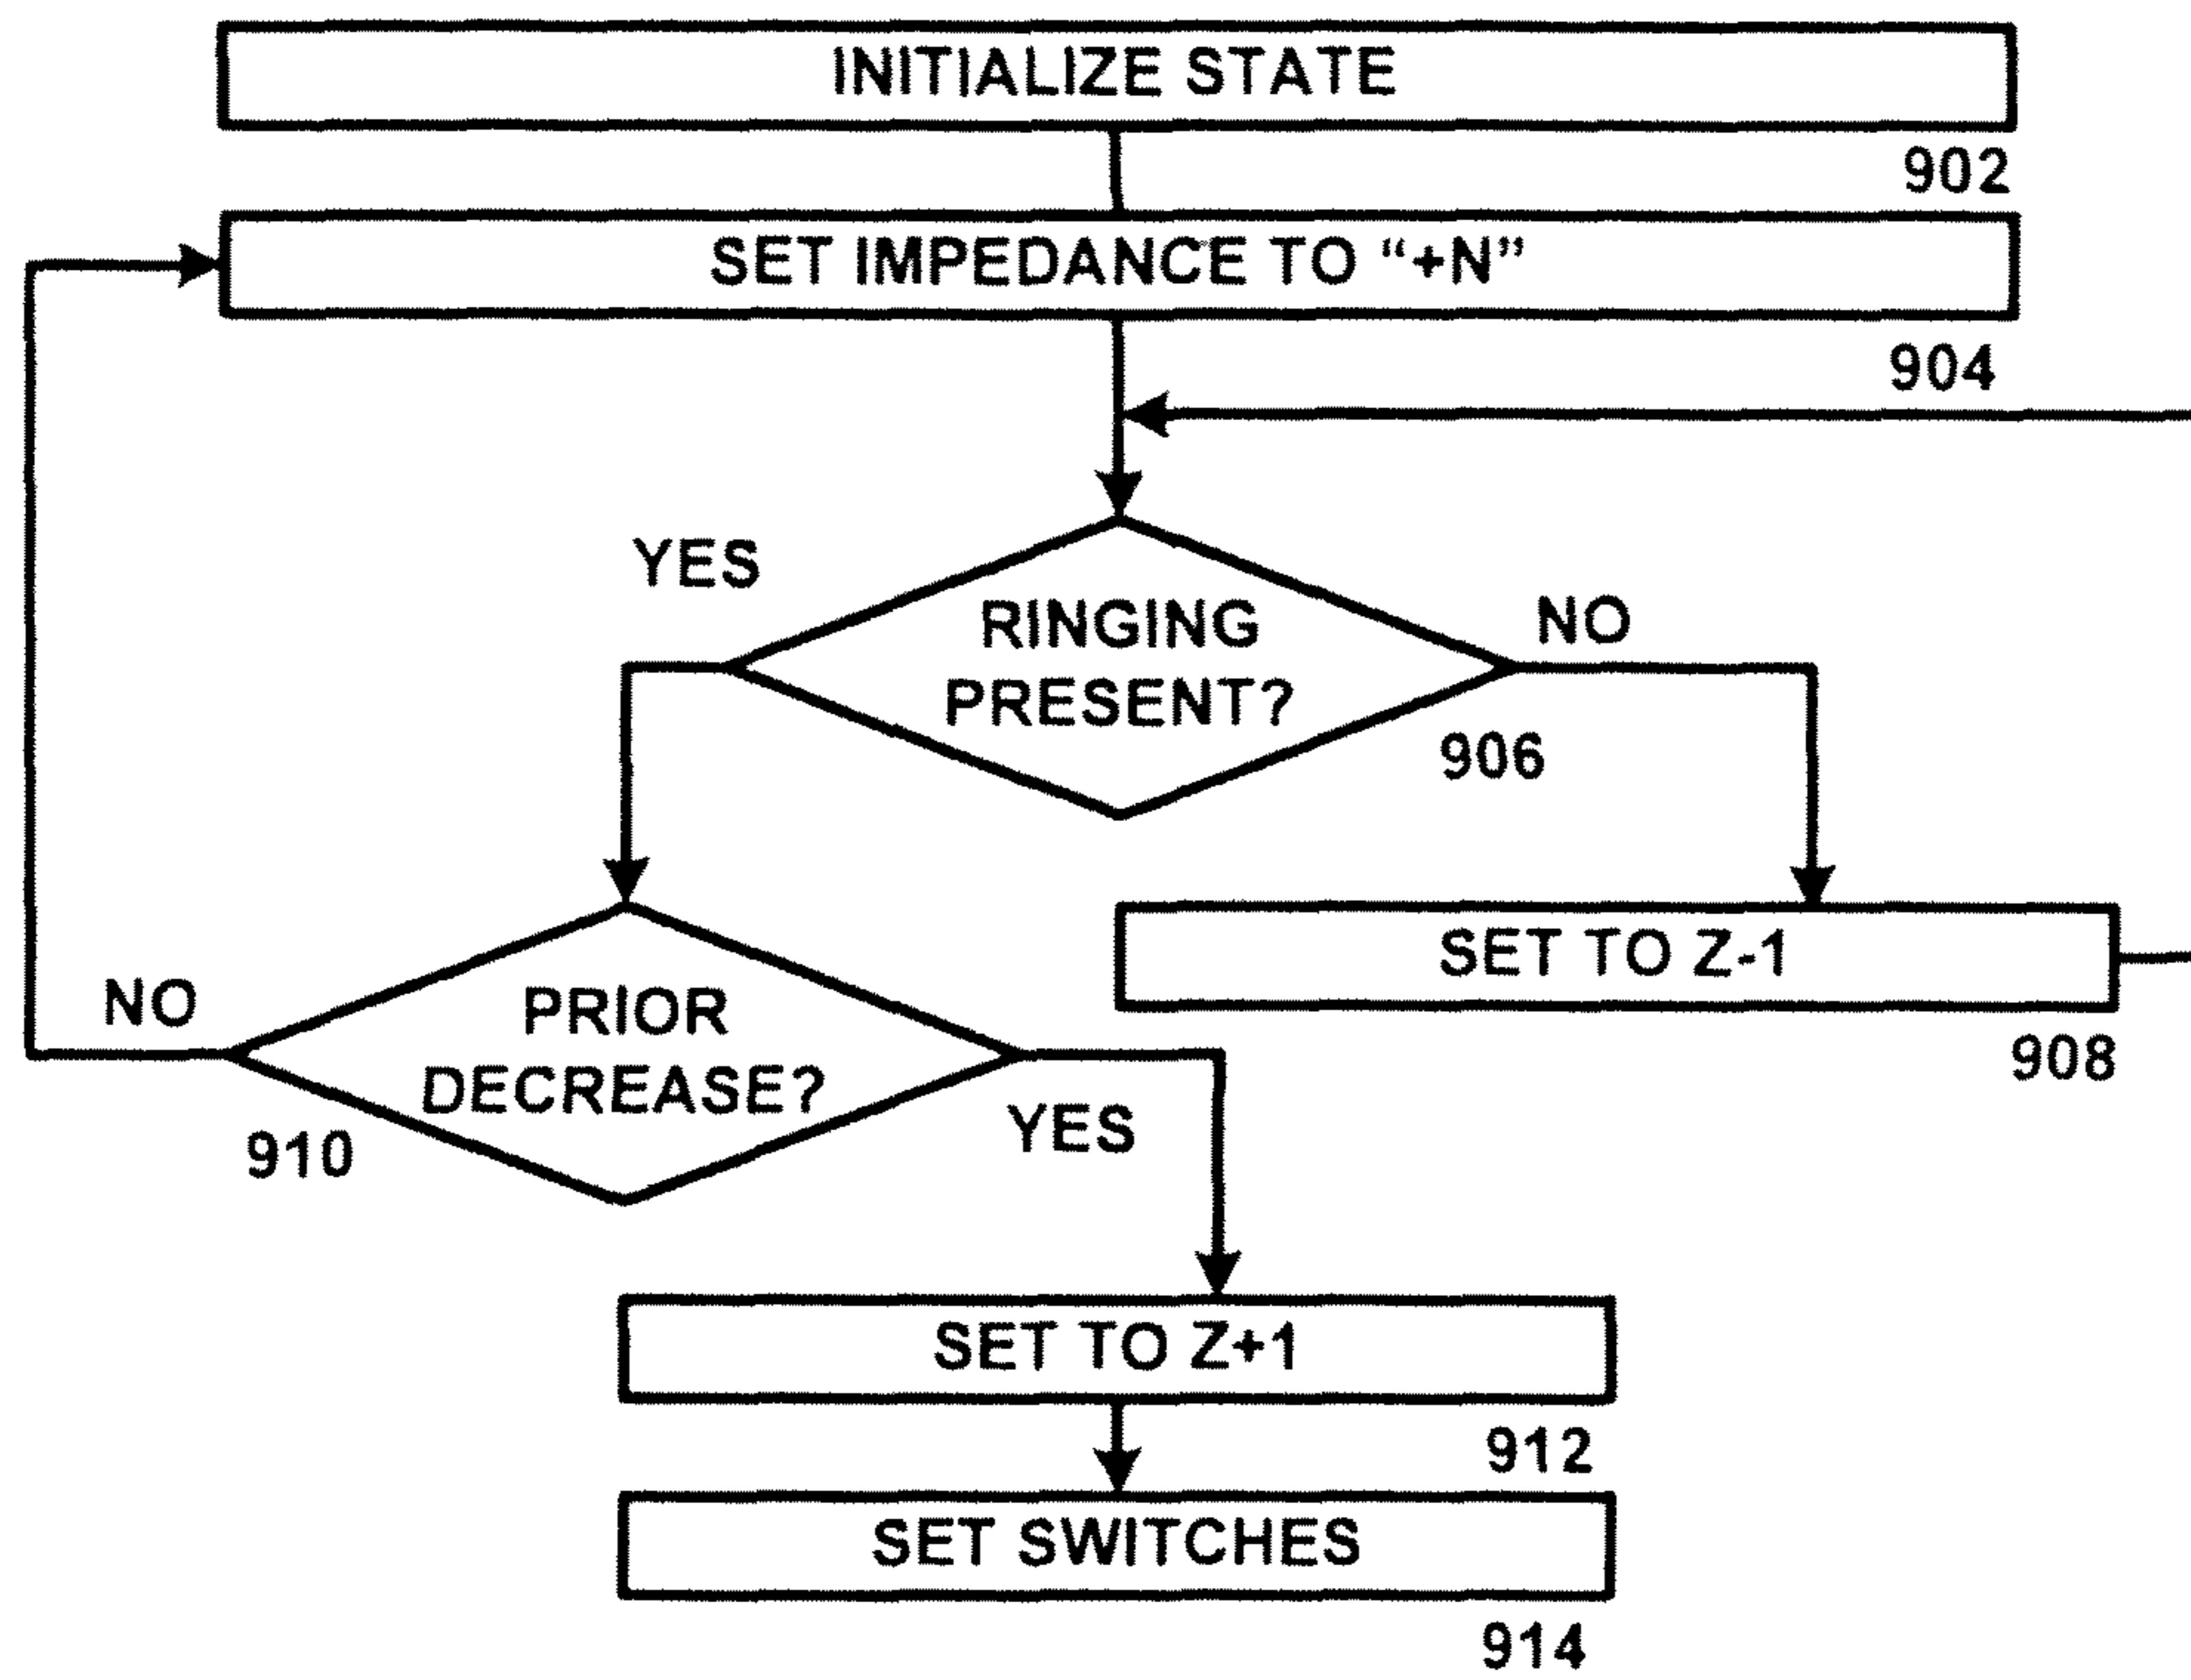 INITIALIZE STATE
902
SET IMPEDANCE TO “+N”
904
YES
NO
RINGING
PRESENT?
906
SET TO Z-1
908
NO
PRIOR
DECREASE?
YES
910
SET TO Z+1
912
SET SWITCHES
914